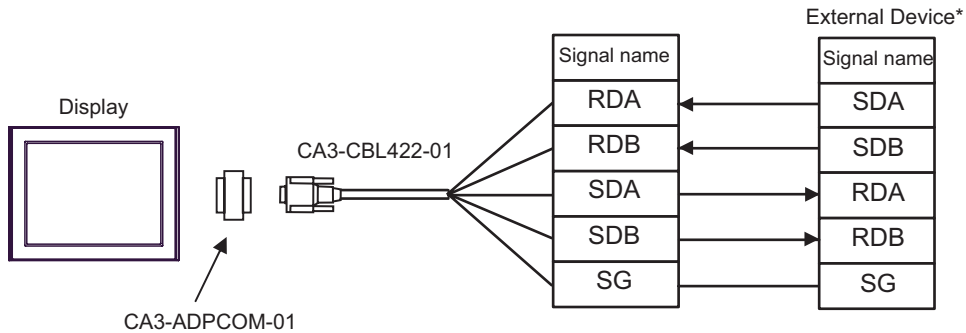 External Device*
Signal name
Signal name
Display
RDA
SDA
CA3-CBL422-01
RDB
SDB
SDA
RDA
SDB
RDB
SG
SG
CA3-ADPCOM-01